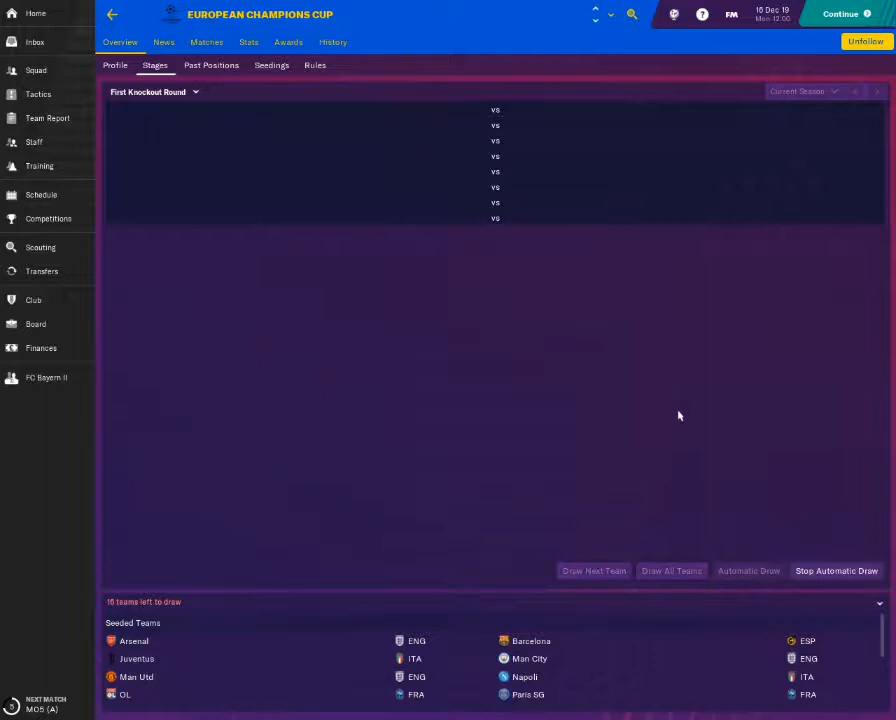 Home
EUROPEAN CHAMPIONS CUP
? FM 16 Dec 19 Continue
Mon 12:00
Inbox
Overview News Matches Stats Awards History Unfollow
Profile Stages Past Positions Seedings Rules
Squad
Tactics
Team Report
Staff
Training
Schedule
Competitions
Scouting
Transfers
Club
Board
Finances
FC Bayern II
First Knockout Round Current Season
vs
vs
vs
vs
vs
vs
vs
vs
Draw Next Team Draw All Teams Automatic Draw Stop Automatic Draw
16 teams left to draw
Seeded Teams
Arsenal ENG Barcelona ESP
Juventus ITA Man City ENG
Man Utd ENG Napoli ITA
OL FRA Paris SG FRA
5 NEXT MATCH
M05 (A)